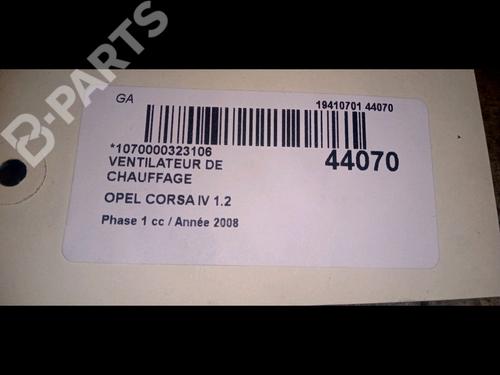 B-PARTS
GA
19410701 44070
*1070000323106
44070
VENTILATEUR DE
CHAUFFAGE
OPEL CORSA IV 1.2
Phase 1 cc / Année 2008